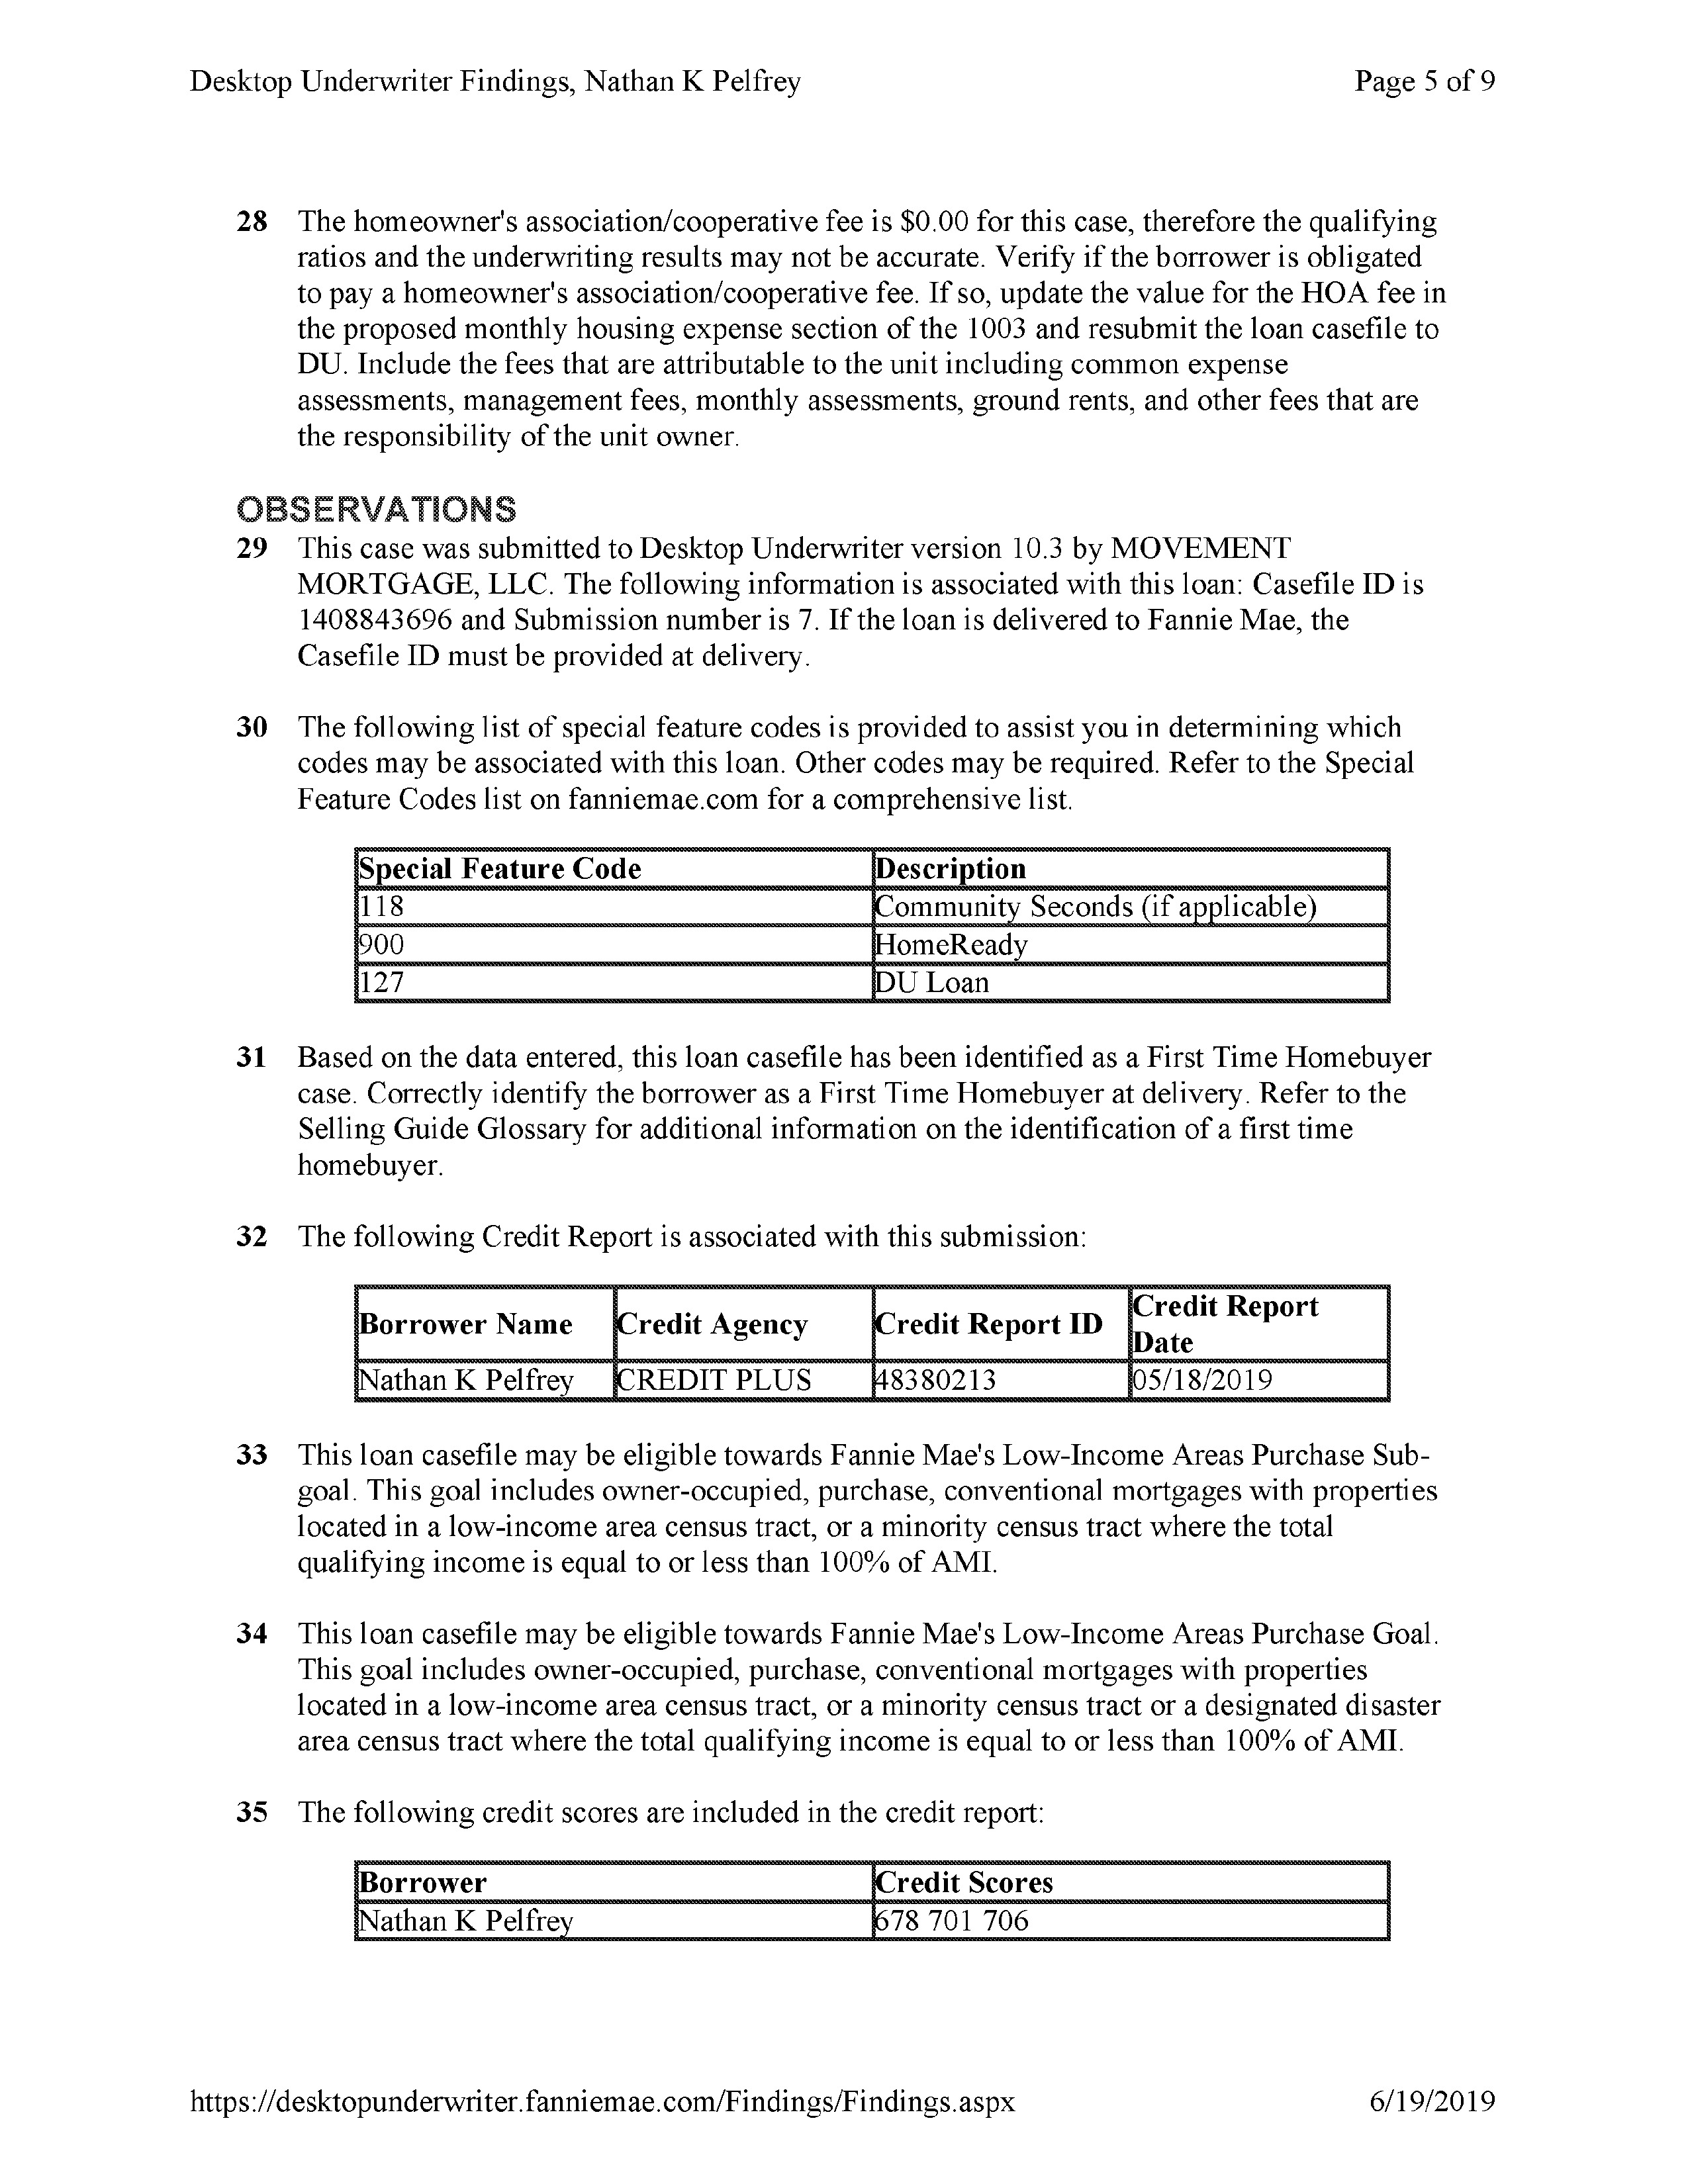 Desktop Underwriter Findings, Nathan K Pelfrey Page 5 of 9
28 The homeowner's association/cooperative fee is $0.00 for this case, therefore the qualifying
ratios and the underwriting results may not be accurate. Verify if the borrower is obligated
to pay a homeowner's association/cooperative fee. If so, update the value for the HOA fee in
the proposed monthly housing expense section of the 1003 and resubmit the loan casefile to
DU. Include the fees that are attributable to the unit including common expense
assessments, management fees, monthly assessments, ground rents, and other fees that are
the responsibility of the unit owner.
OBSERVATIONS
29 This case was submitted to Desktop Underwriter version 10.3 by MOVEMENT
MORTGAGE, LLC. The following information is associated with this loan: Casefile ID is
1408843696 and Submission number is 7. If the loan is delivered to Fannie Mae, the
Casefile ID must be provided at delivery.
30 The following list of special feature codes is provided to assist you in determining which
codes may be associated with this loan. Other codes may be required. Refer to the Special
Feature Codes list on fanniemae.com for a comprehensive list.
Special Feature Code Description
118 Community Seconds (if applicable)
900 HomeReady
127 DU Loan
31 Based on the data entered, this loan casefile has been identified as a First Time Homebuyer
case. Correctly identify the borrower as a First Time Homebuyer at delivery. Refer to the
Selling Guide Glossary for additional information on the identification of a first time
homebuyer.
32 The following Credit Report is associated with this submission:
Borrower Name Credit Agency Credit Report ID Credit Report
Date
Nathan K Pelfrey CREDIT PLUS 48380213 05/18/2019
33 This loan casefile may be eligible towards Fannie Mae's Low-Income Areas Purchase Sub-
goal. This goal includes owner-occupied, purchase, conventional mortgages with properties
located in a low-income area census tract, or a minority census tract where the total
qualifying income is equal to or less than 100% of AMI.
34 This loan casefile may be eligible towards Fannie Mae's Low-Income Areas Purchase Goal.
This goal includes owner-occupied, purchase, conventional mortgages with properties
located in a low-income area census tract, or a minority census tract or a designated disaster
area census tract where the total qualifying income is equal to or less than 100% of AMI.
35 The following credit scores are included in the credit report:
Borrower Credit Scores
Nathan K Pelfrey 678 701 706
https://desktopunderwriter.fanniemae.com/Findings/Findings.aspx 6/19/2019